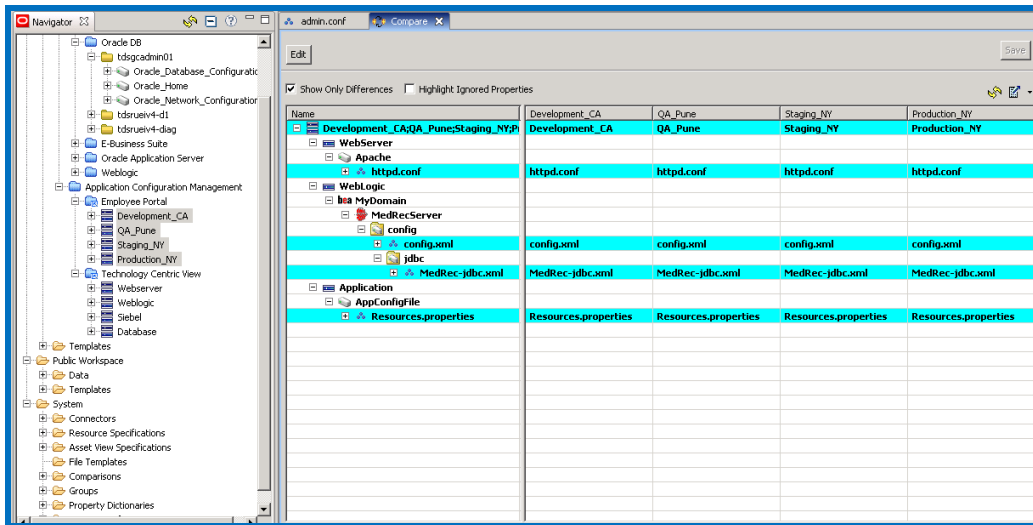 Navigator
Oracle DB
tdsgcadmin01
Oracle_Database_Configuratic
Oracle_Home
Oracle_Network_Configuration
tdsrueiv4-d1
tdsrueiv4-diag
E-Business Suite
Oracle Application Server
Weblogic
Application Configuration Management
Employee Portal
Development_CA
QA_Pune
Staging_NY
Production_NY
Technology Centric View
Webserver
Weblogic
Siebel
Database
Templates
Public Workspace
Data
Templates
System
Connectors
Resource Specifications
Asset View Specifications
File Templates
Comparisons
Groups
Property Dictionaries
admin.conf Compare
Edit Save
Show Only Differences Highlight Ignored Properties
Name Development_CA QA_Pune Staging_NY Production_NY
Development_CA;QA_Pune;Staging_NY;P Development_CA QA_Pune Staging_NY Production_NY
WebServer
Apache
httpd.conf httpd.conf httpd.conf httpd.conf httpd.conf
WebLogic
bea MyDomain
MedRecServer
config
config.xml config.xml config.xml config.xml config.xml
jdbc
MedRec-jdbc.xml MedRec-jdbc.xml MedRec-jdbc.xml MedRec-jdbc.xml MedRec-jdbc.xml
Application
AppConfigFile
Resources.properties Resources.properties Resources.properties Resources.properties Resources.properties